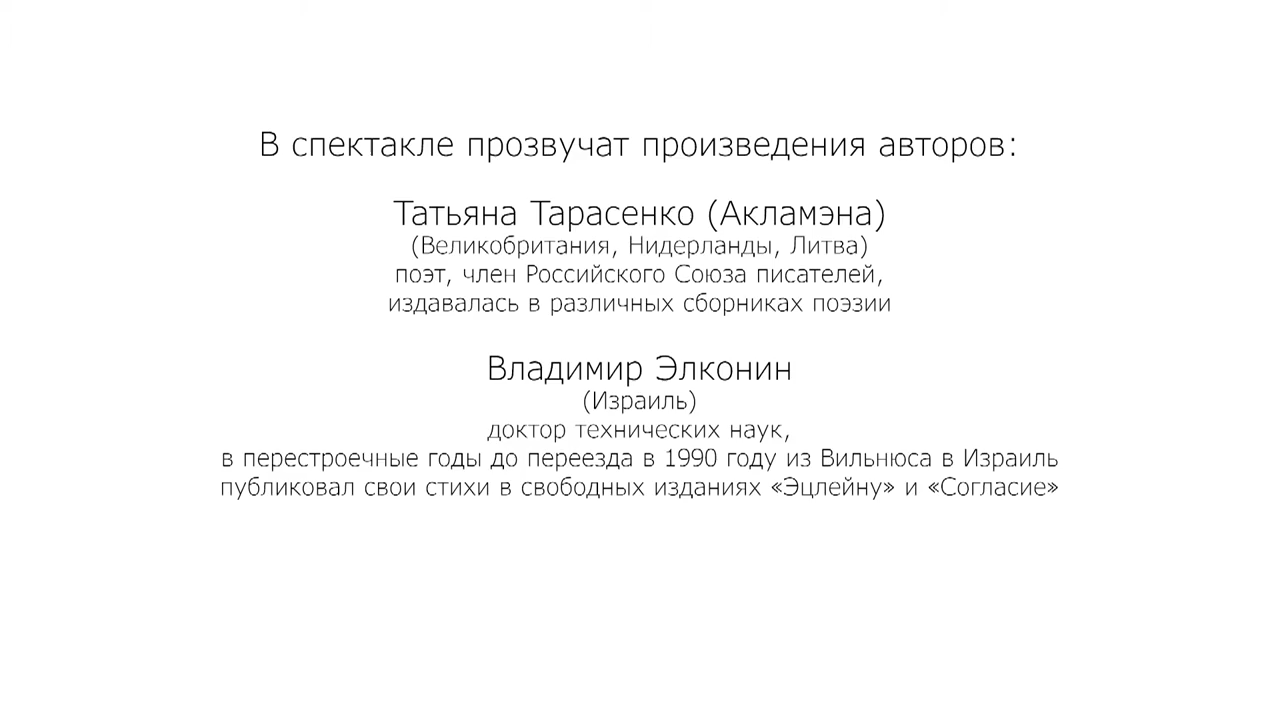 В спектакле прозвучат произведения авторов:
Татьяна Тарасенко (Акламэна)
(Великобритания, Нидерланды, Литва)
поэт, член Российского Союза писателей,
издавалась в различных сборниках поэзии
Владимир Элконин
(Израиль)
доктор технических наук,
в перестроечные годы до переезда в 1990 году из Вильнюса в Израиль
публиковал свои стихи в свободных изданиях «Эцлейну» и «Согласие»